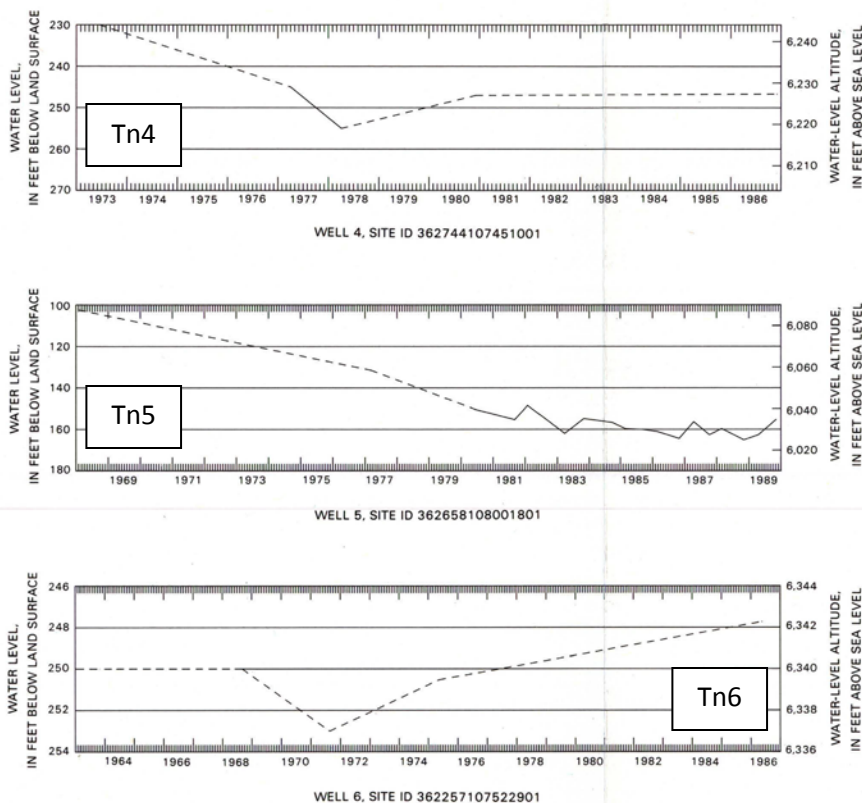 WATER LEVEL,
IN FEET BELOW LAND SURFACE
230
240
250
260
270
Tn4
6,240
6,230
6,220
6,210
WATER-LEVEL ALTITUDE,
IN FEET ABOVE SEA LEVEL
1973 1974 1975 1976 1977 1978 1979 1980 1981 1982 1983 1984 1985 1986
WELL 4, SITE ID 362744107451001
WATER LEVEL,
IN FEET BELOW LAND SURFACE
100
120
140
160
180
Tn5
6,080
6,060
6,040
6,020
WATER-LEVEL ALTITUDE,
IN FEET ABOVE SEA LEVEL
1969 1971 1973 1975 1977 1979 1981 1983 1985 1987 1989
WELL 5, SITE ID 362658108001801
WATER LEVEL,
IN FEET BELOW LAND SURFACE
246
248
250
252
254
Tn6
6,344
6,342
6,340
6,338
6,336
WATER-LEVEL ALTITUDE,
IN FEET ABOVE SEA LEVEL
1964 1966 1968 1970 1972 1974 1976 1978 1980 1982 1984 1986
WELL 6, SITE ID 362257107522901